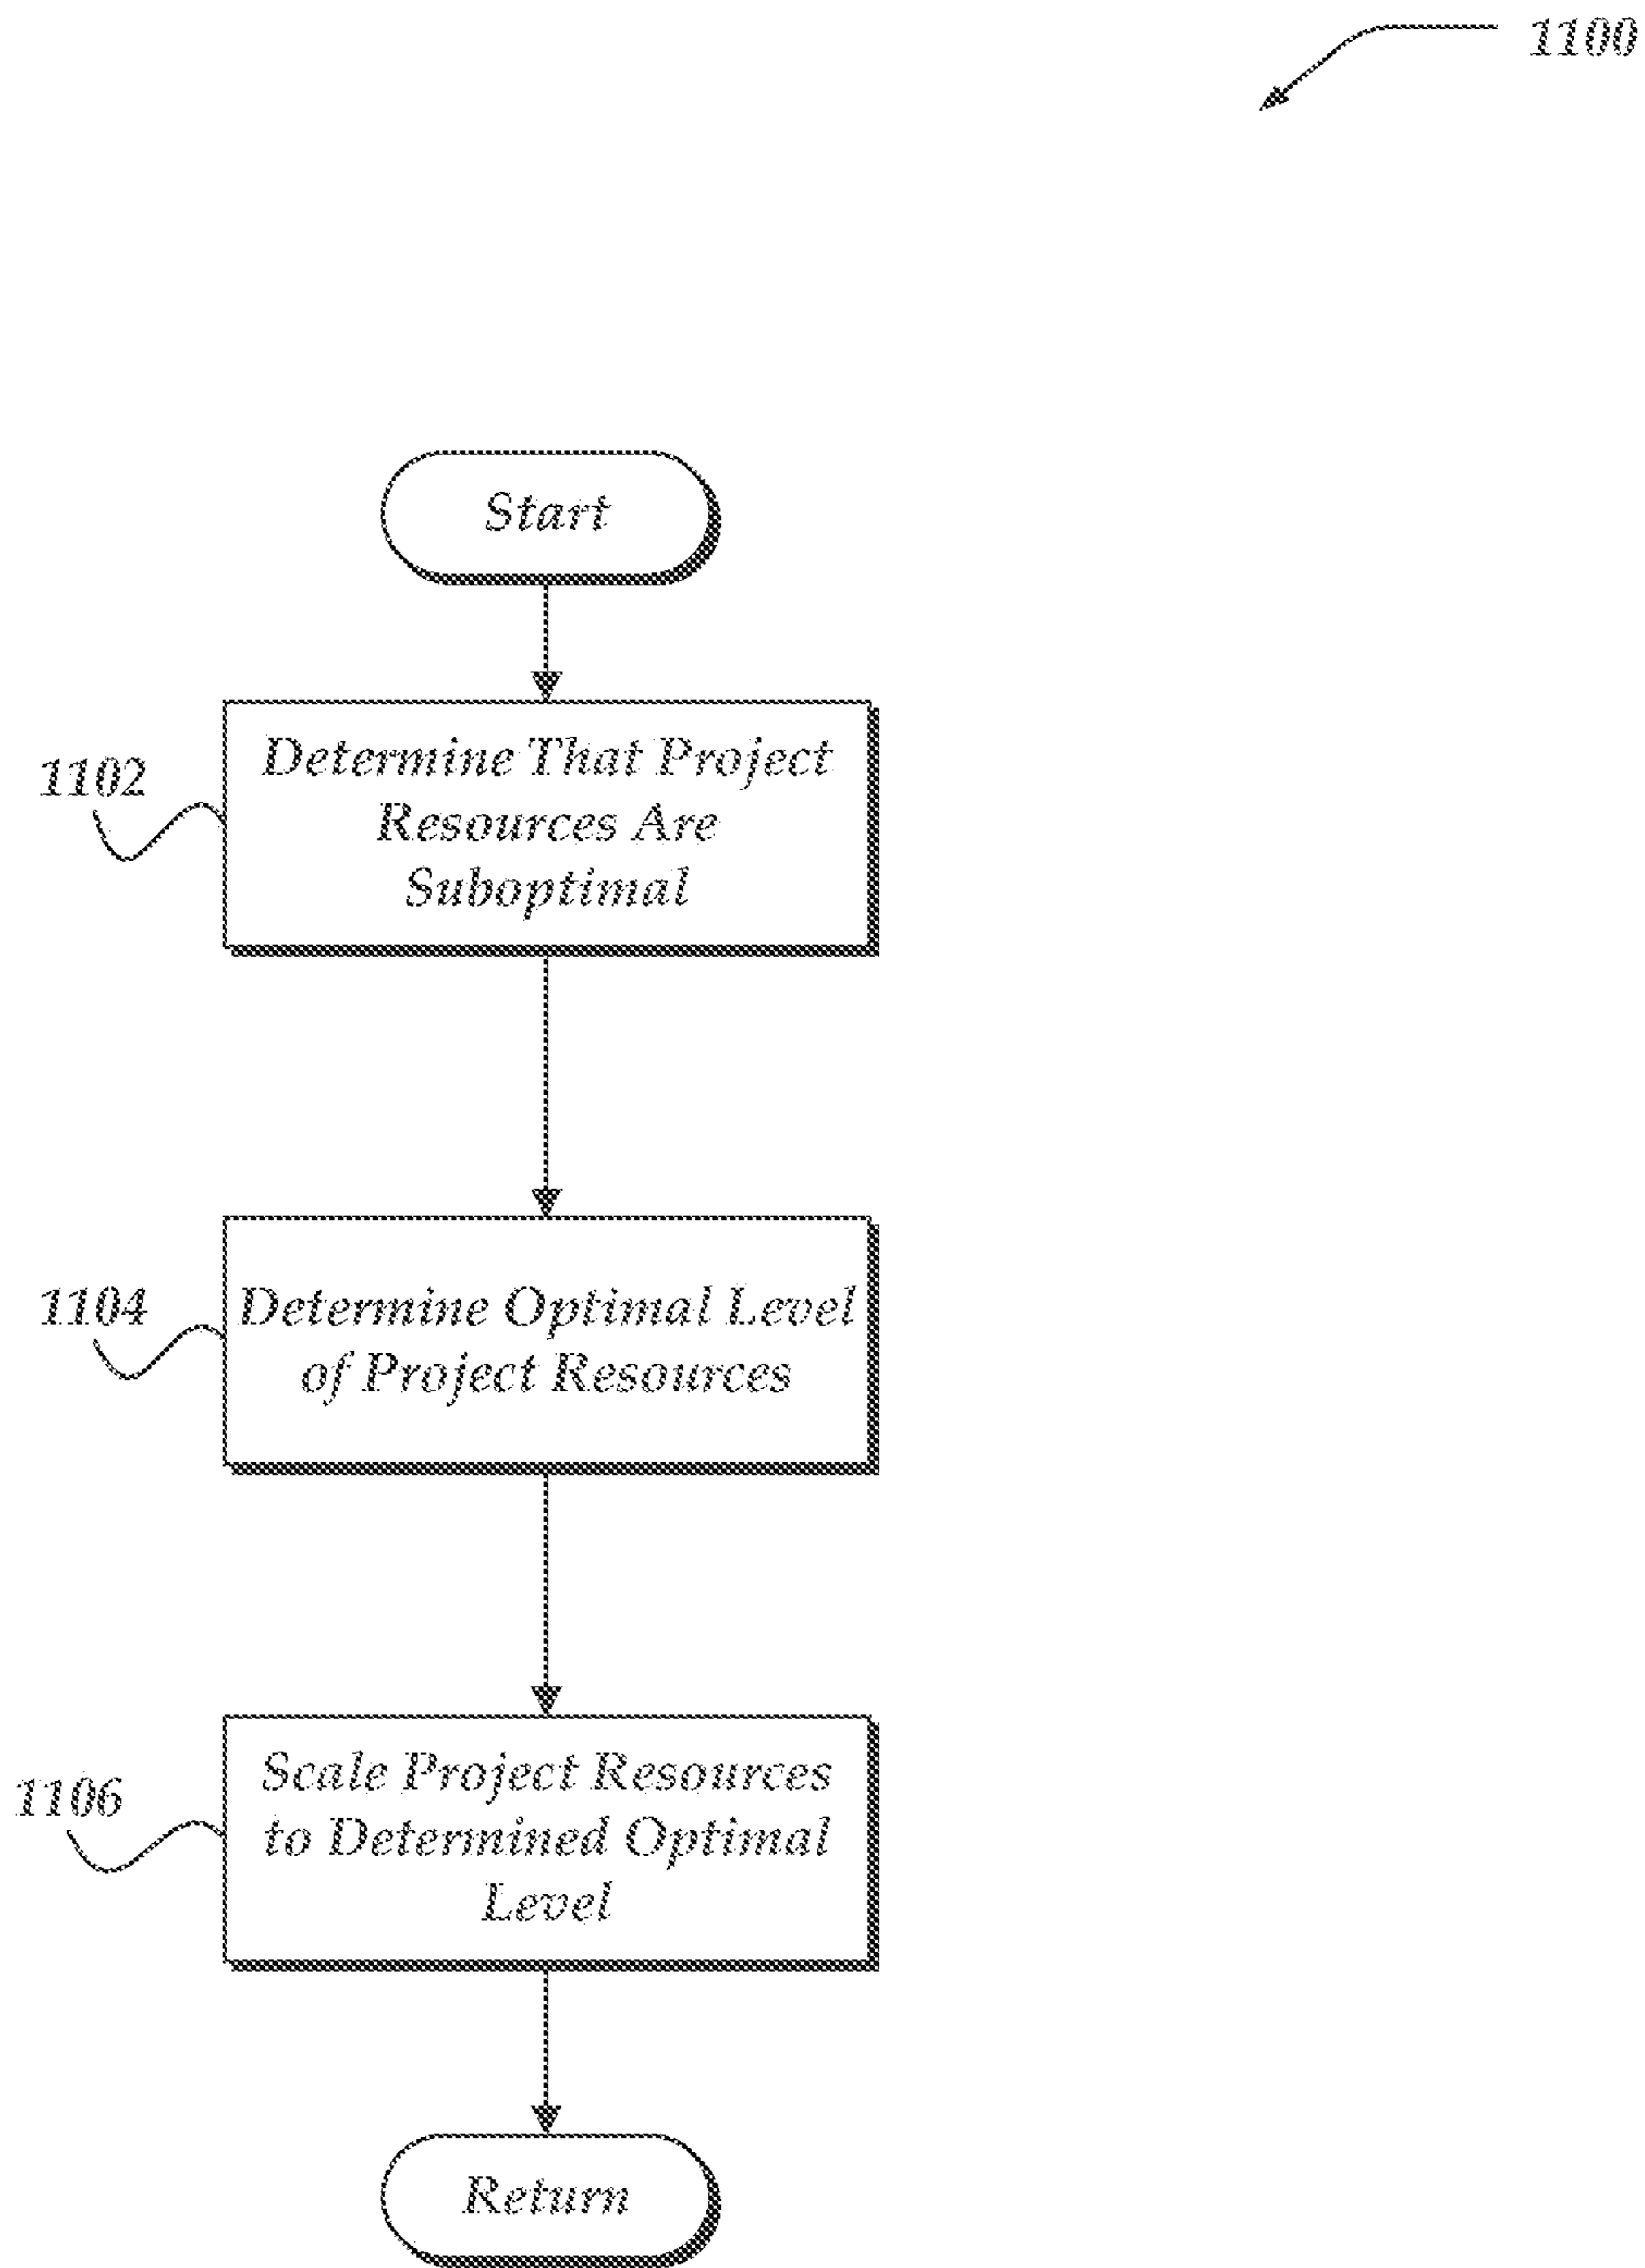 1100
Start
1102
Determine That Project
Resources Are
Suboptimal
1104
Determine Optimal Level
of Project Resources
1106
Scale Project Resources
to Determined Optimal
Level
Return